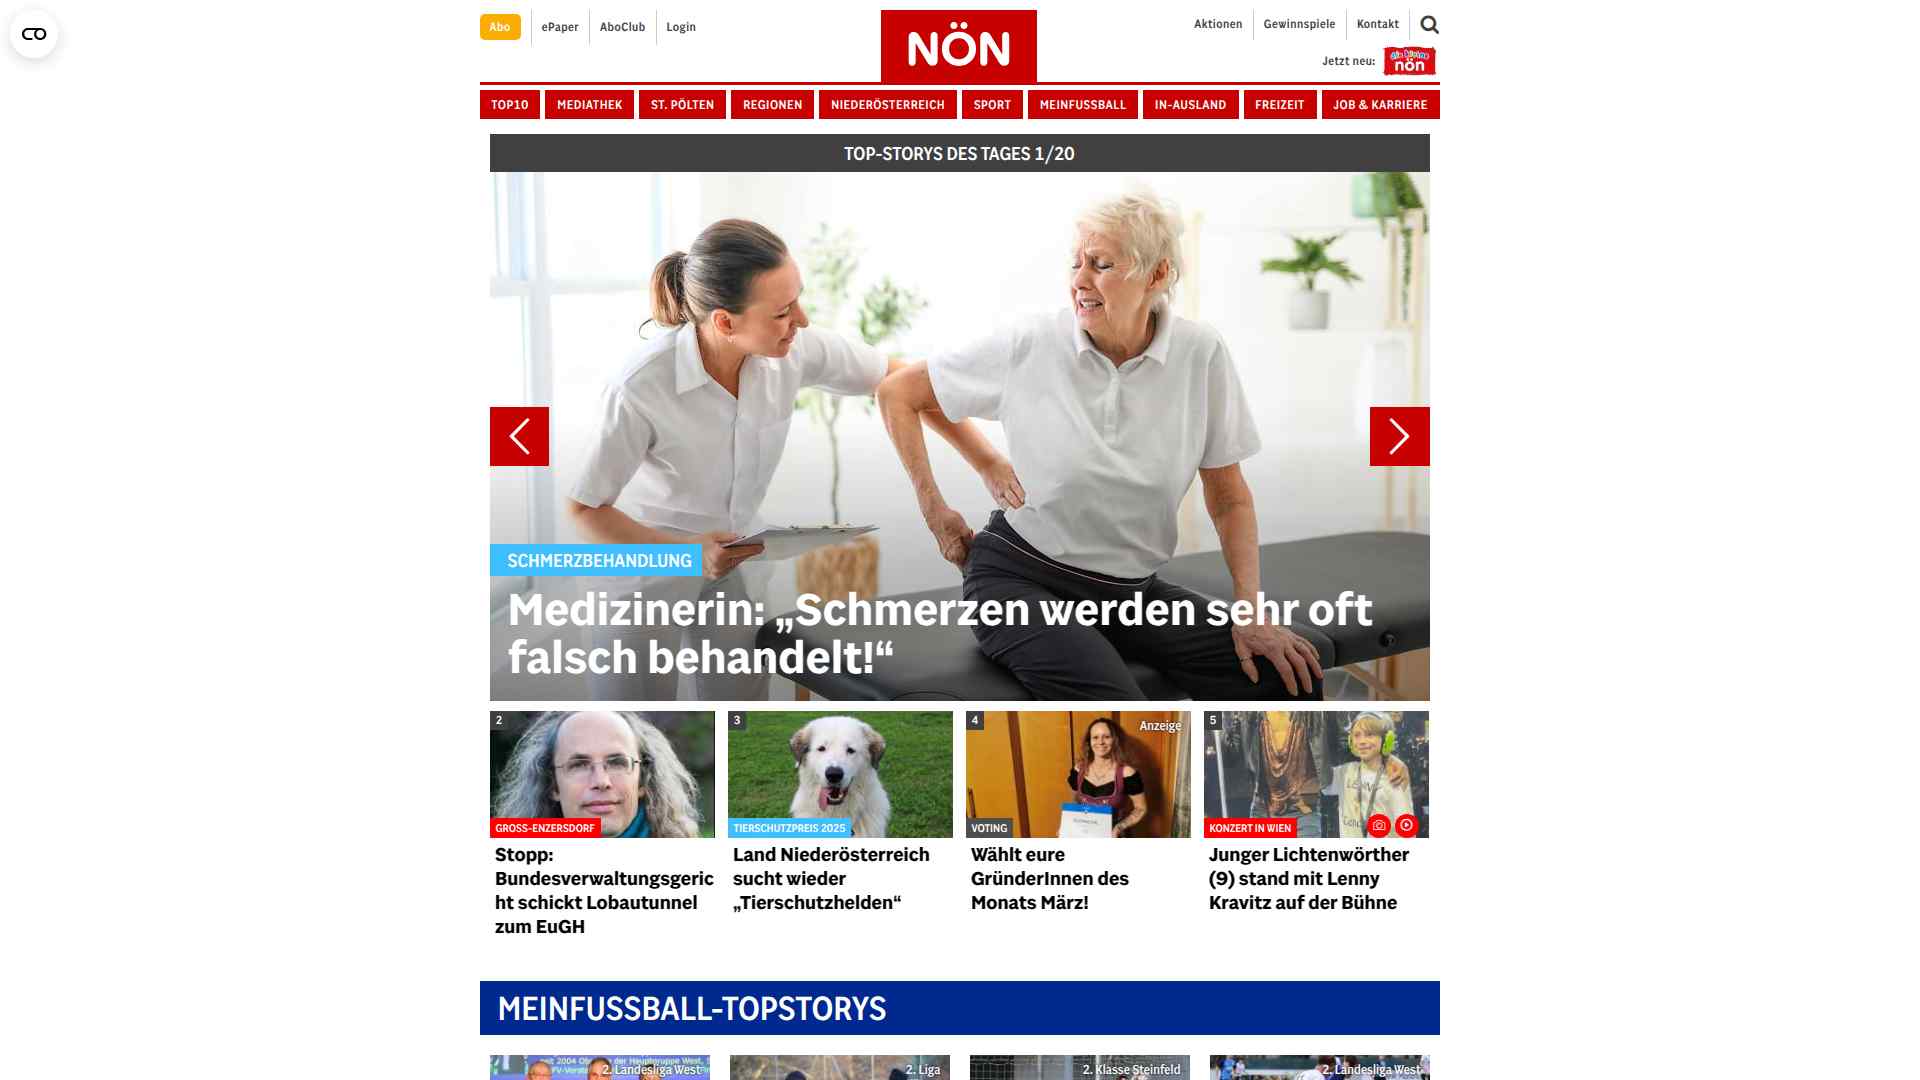 Abo
ePaper
AboClub
Login
NÖN
Aktionen
Gewinnspiele
Kontakt
Jetzt neu:
die kleine
nön
TOP10
MEDIATHEK
ST. PÖLTEN
REGIONEN
NIEDERÖSTERREICH
SPORT
MEINFUSSBALL
IN-AUSLAND
FREIZEIT
JOB & KARRIERE
TOP-STORYS DES TAGES 1/20
SCHMERZBEHANDLUNG
Medizinerin: „Schmerzen werden sehr oft
falsch behandelt!“
2
GROSS-ENZERSDORF
Stopp:
Bundesverwaltungsgeric
ht schickt Lobautunnel
zum EuGH
3
TIERSCHUTZPREIS 2025
Land Niederösterreich
sucht wieder
„Tierschutzhelden“
4
Anzeige
VOTING
Wählt eure
GründerInnen des
Monats März!
5
KONZERT IN WIEN
Junger Lichtenwörther
(9) stand mit Lenny
Kravitz auf der Bühne
MEINFUSSBALL-TOPSTORYS
2. Landesliga West
2. Liga
2. Klasse Steinfeld
2. Landesliga West